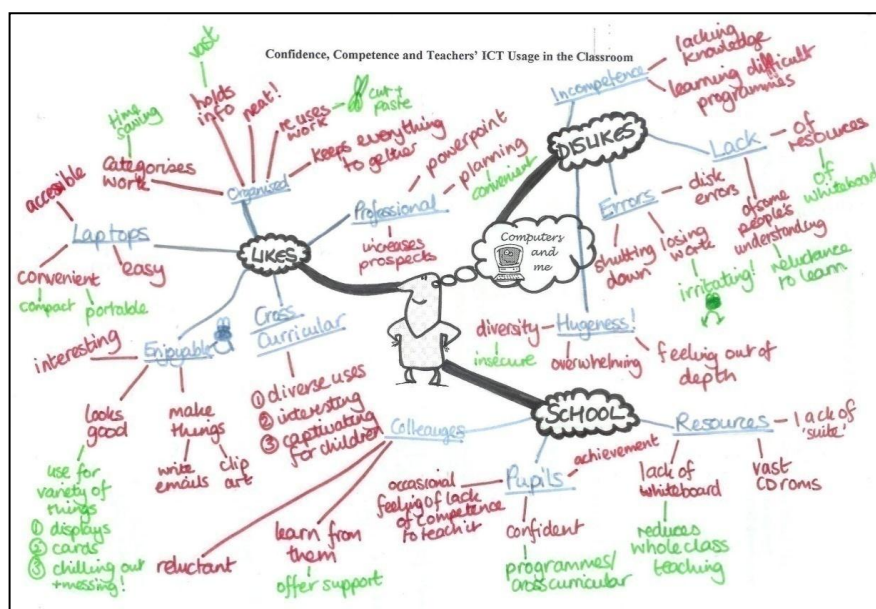 Confidence, Competence and Teachers' ICT Usage in the Classroom
Computers
and me
LIKES
Organised
vast
holds
info
neat!
re uses
work
cut +
paste
keeps everything
together
time
saving
Categorises
work
Professional
powerpoint
planning
increases
prospects
Laptops
accessible
easy
convenient
compact
portable
Enjoyable
interesting
looks
good
use for
variety of
things
① displays
② cards
③ chilling out
+ messing!
make
things
write
emails
clip
art
Cross
Curricular
① diverse uses
② interesting
③ captivating
for children
DISLIKES
convenient
Incompetence
lacking
knowledge
learning difficult
programmes
Lack
of
resources
of
whiteboard
of some
people's
understanding
reluctance
to learn
Errors
disk
errors
shutting
down
losing
work
irritating!
Hugeness!
diversity
insecure
overwhelming
feeling out of
depth
SCHOOL
Colleauges
reluctant
learn from
them
offer support
Pupils
achievement
occasional
feeling of lack
of competence
to teach it
confident
programmes/
cross curricular
Resources
lack of
'suite'
vast
CD roms
lack of
whiteboard
reduces
whole class
teaching